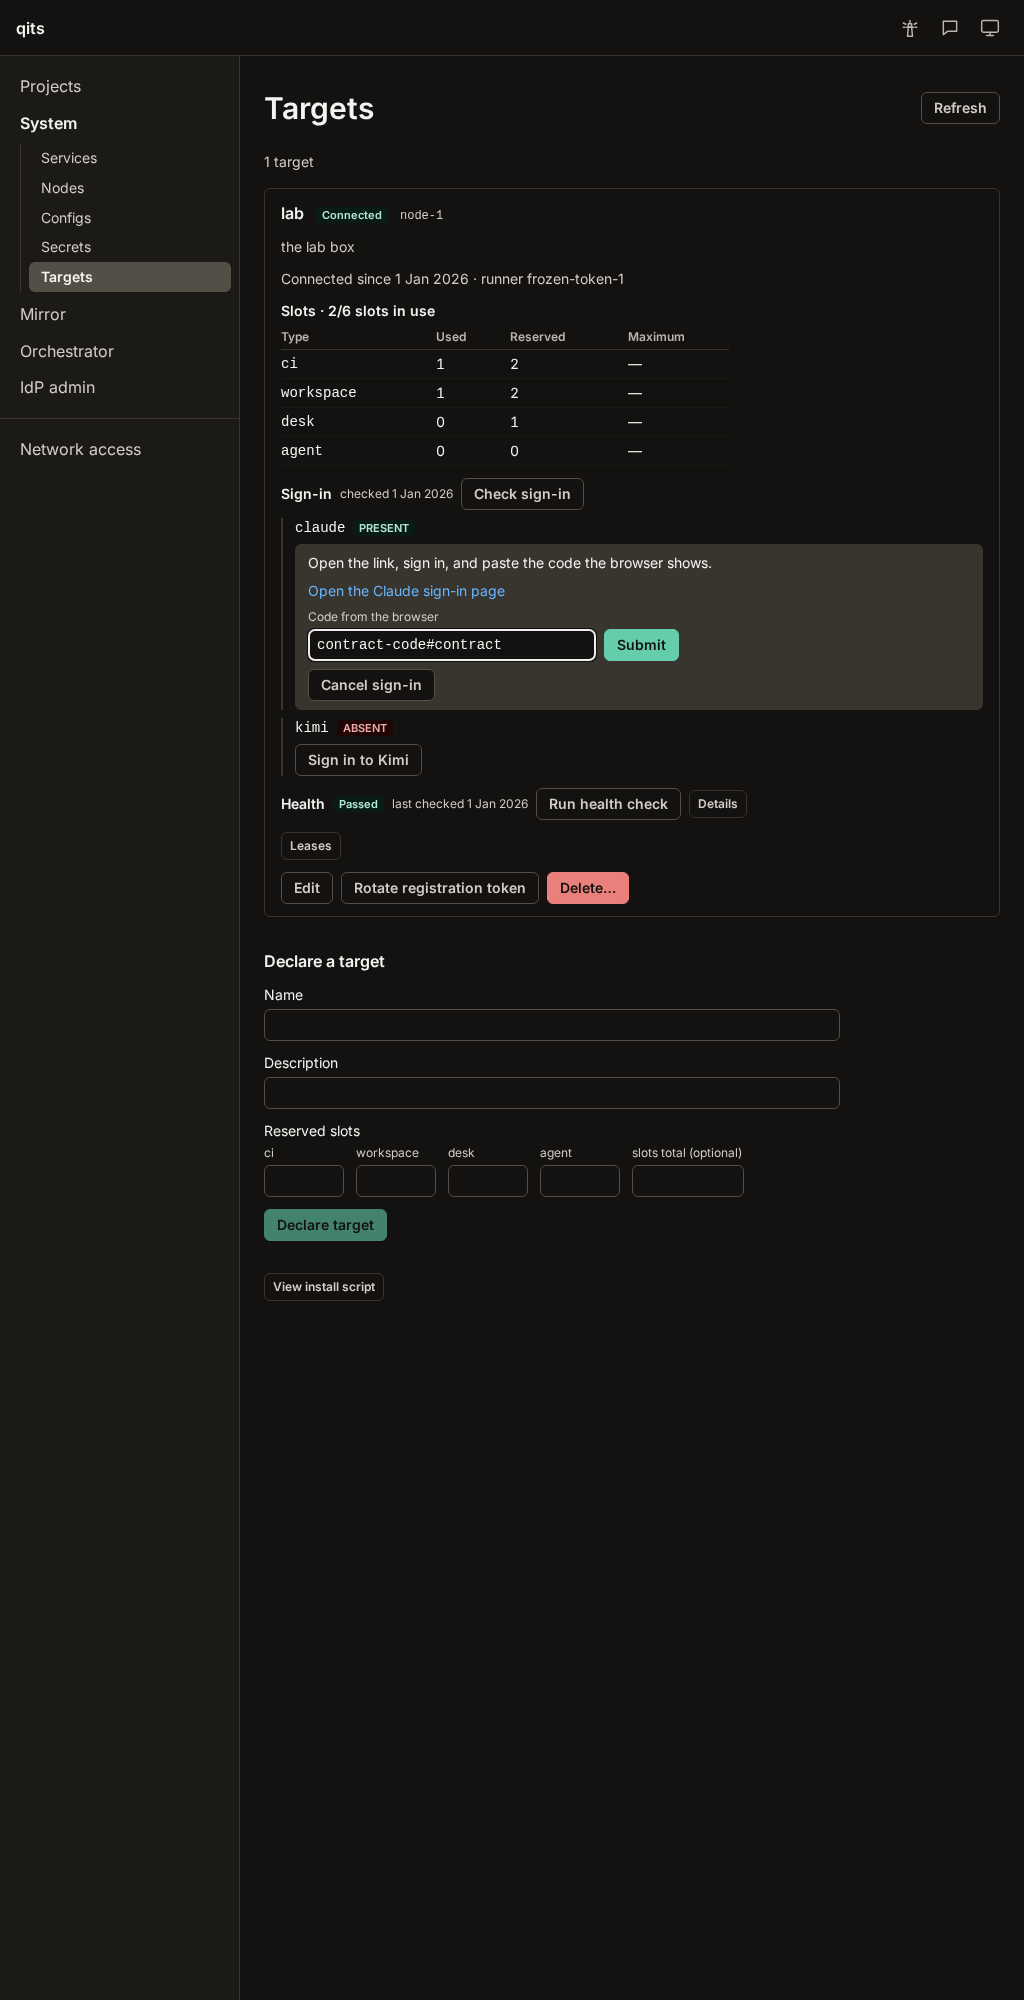 qits
Projects
System
Services
Nodes
Configs
Secrets
Targets
Mirror
Orchestrator
IdP admin
Network access
Targets
Refresh
1 target
lab Connected node-1
the lab box
Connected since 1 Jan 2026 · runner frozen-token-1
Slots · 2/6 slots in use
Type Used Reserved Maximum
ci 1 2 —
workspace 1 2 —
desk 0 1 —
agent 0 0 —
Sign-in checked 1 Jan 2026 Check sign-in
claude PRESENT
Open the link, sign in, and paste the code the browser shows.
Open the Claude sign-in page
Code from the browser
contract-code#contract Submit
Cancel sign-in
kimi ABSENT
Sign in to Kimi
Health Passed last checked 1 Jan 2026 Run health check Details
Leases
Edit Rotate registration token Delete…
Declare a target
Name
Description
Reserved slots
ci workspace desk agent slots total (optional)
Declare target
View install script